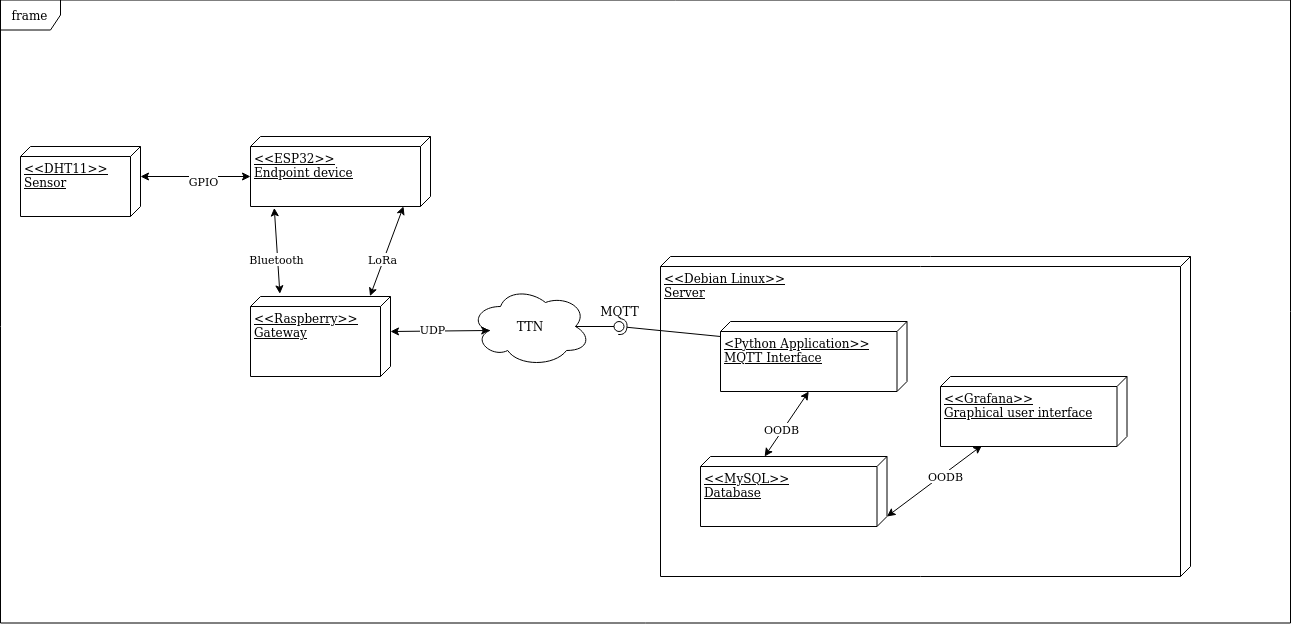 frame
<<DHT11>>
Sensor
GPIO
<<ESP32>>
Endpoint device
Bluetooth
LoRa
<<Raspberry>>
Gateway
UDP
TTN
MQTT
<<Debian Linux>>
Server
<Python Application>>
MQTT Interface
OODB
<<MySQL>>
Database
<<Grafana>>
Graphical user interface
OODB